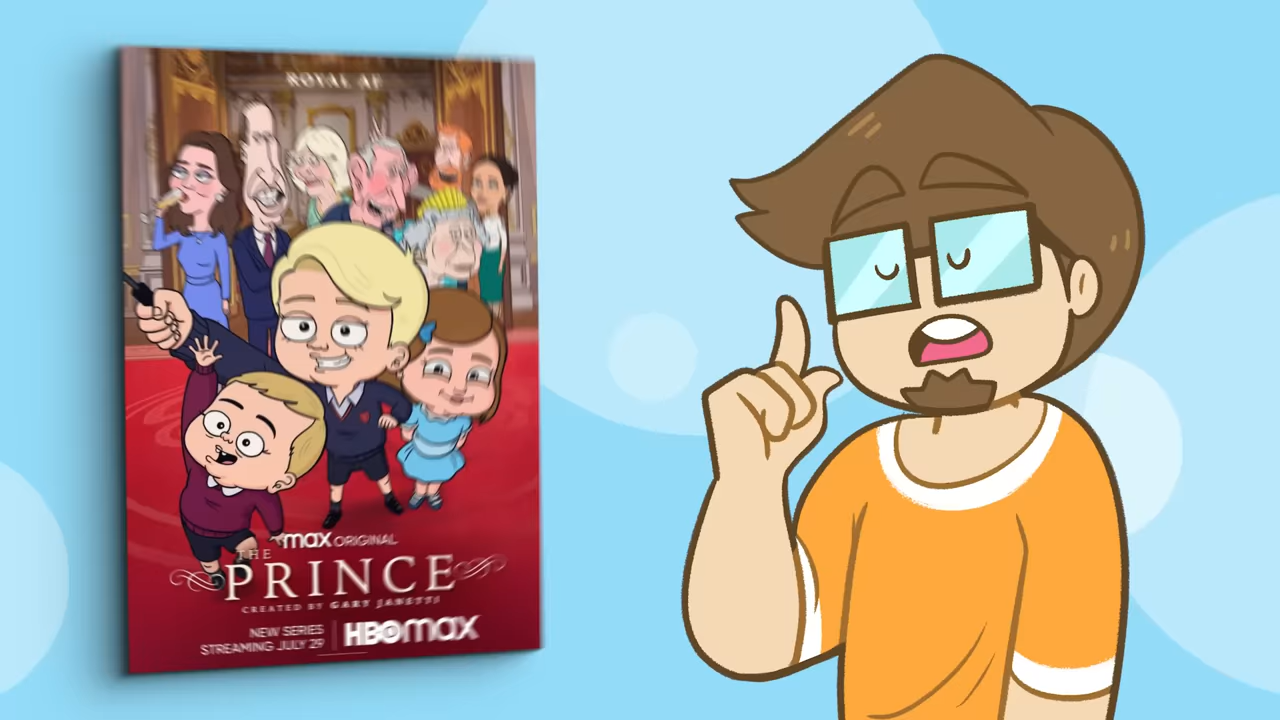 ROYAL AF
max ORIGINAL
THE
PRINCE
CREATED BY GARY JANETTI
NEW SERIES
STREAMING JULY 29
HBOmax